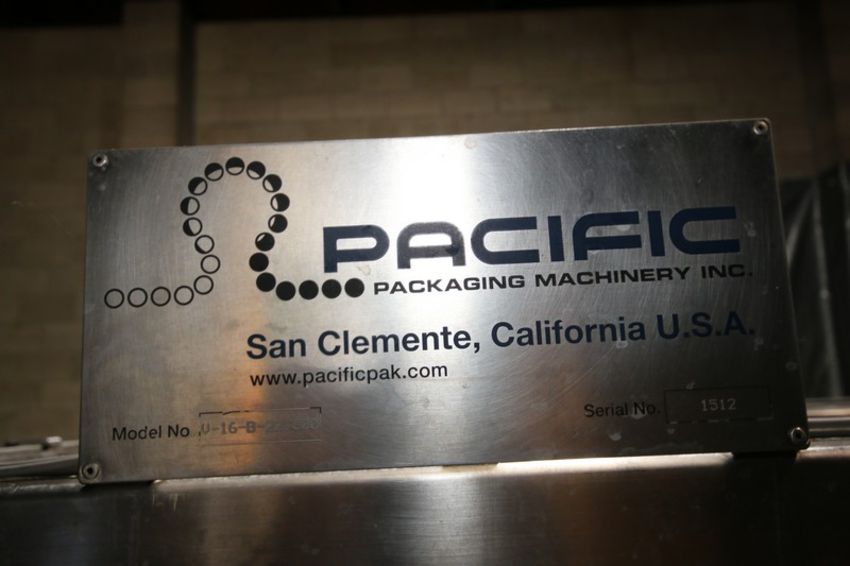 PACIFIC
PACKAGING MACHINERY INC.
San Clemente, California U.S.A.
www.pacificpak.com
Model No
Serial No. 1512